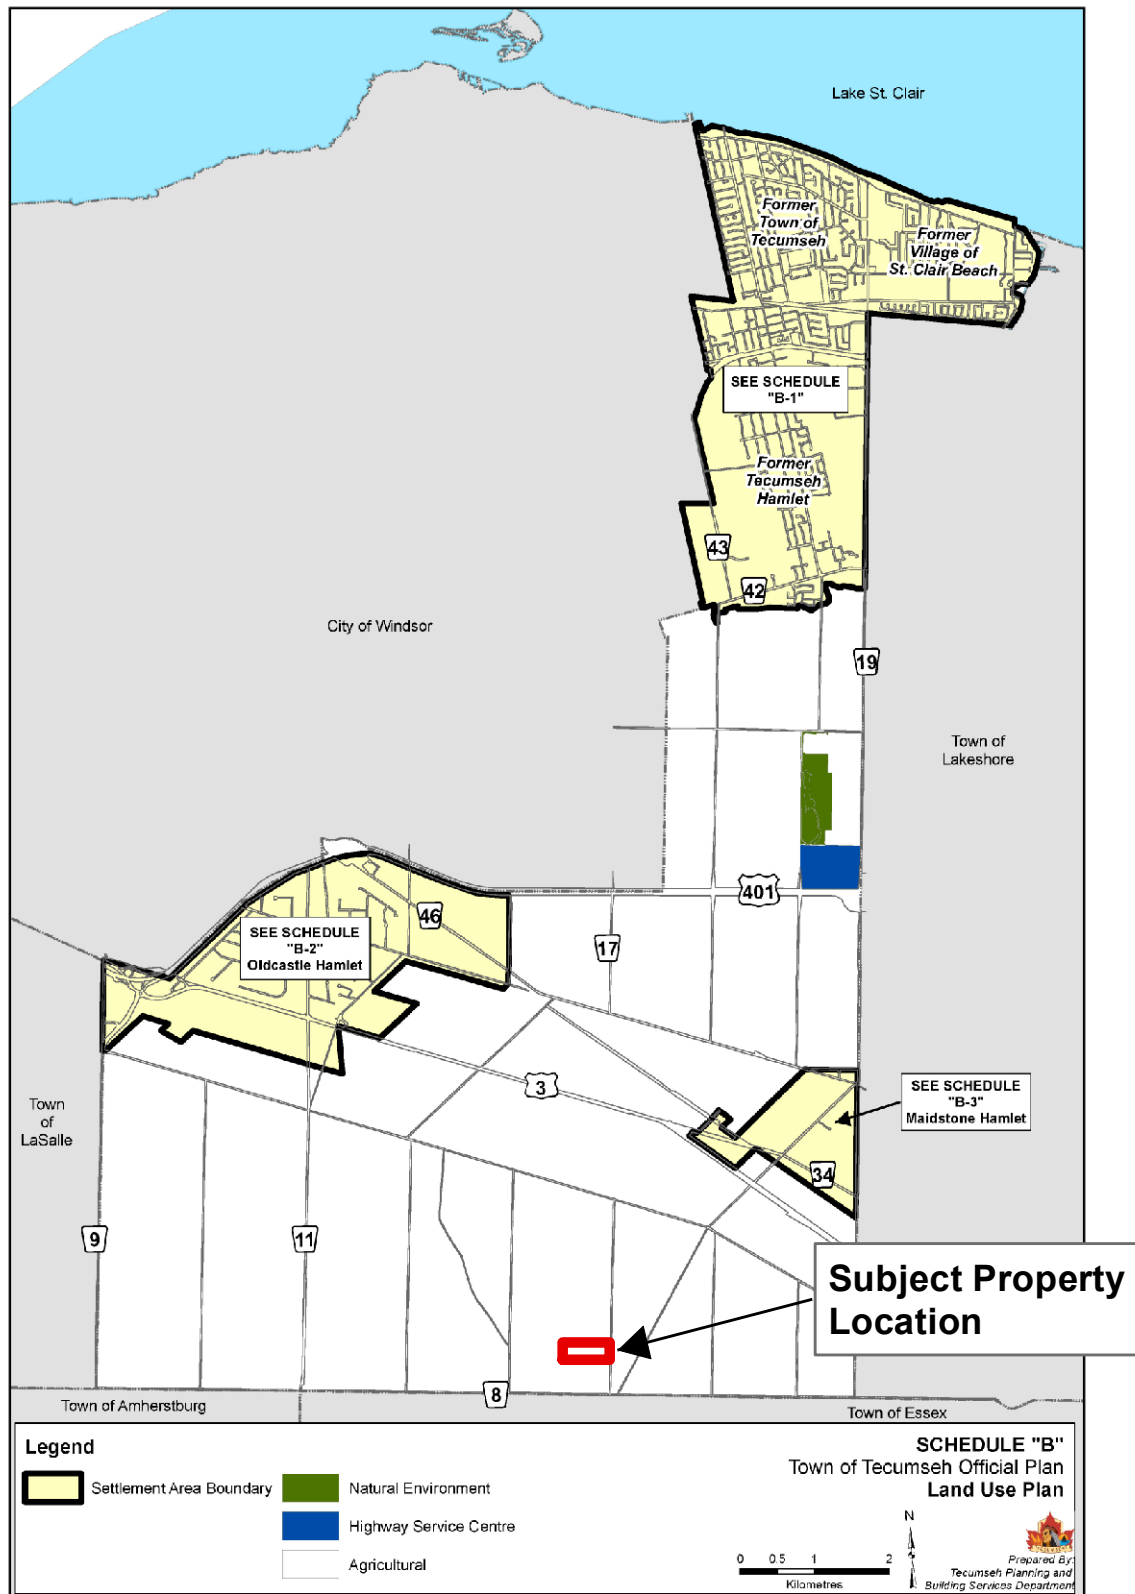 Lake St. Clair
Former
Town of
Tecumseh
Former
Village of
St. Clair Beach
SEE SCHEDULE
"B-1"
Former
Tecumseh
Hamlet
43
42
City of Windsor
19
Town of
Lakeshore
401
46
SEE SCHEDULE
"B-2"
Oldcastle Hamlet
17
3
SEE SCHEDULE
"B-3"
Maidstone Hamlet
Town
of
LaSalle
34
9
11
Subject Property
Location
8
Town of Amherstburg
Town of Essex
Legend
Settlement Area Boundary
Natural Environment
Highway Service Centre
Agricultural
SCHEDULE "B"
Town of Tecumseh Official Plan
Land Use Plan
N
0 0.5 1 2
Kilometres
Prepared By:
Tecumseh Planning and
Building Services Department